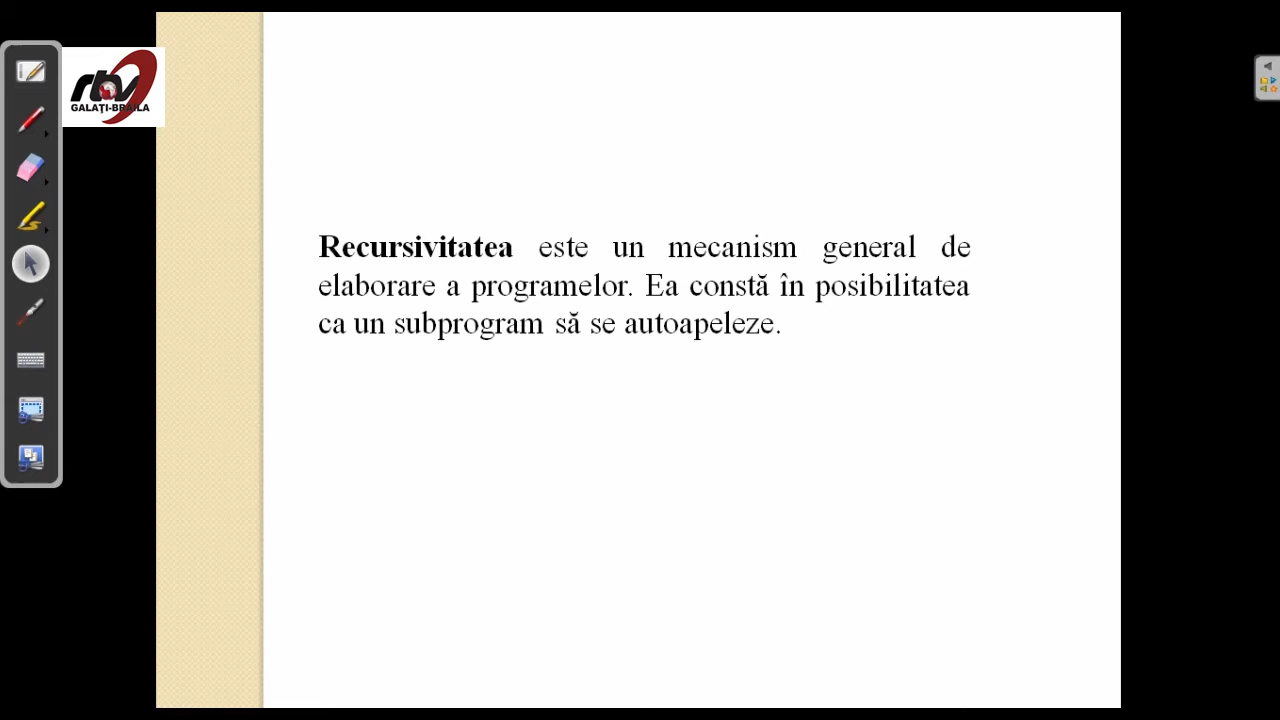 rtv
GALAȚI-BRĂILA
Recursivitatea este un mecanism general de
elaborare a programelor. Ea constă în posibilitatea
ca un subprogram să se autoapeleze.